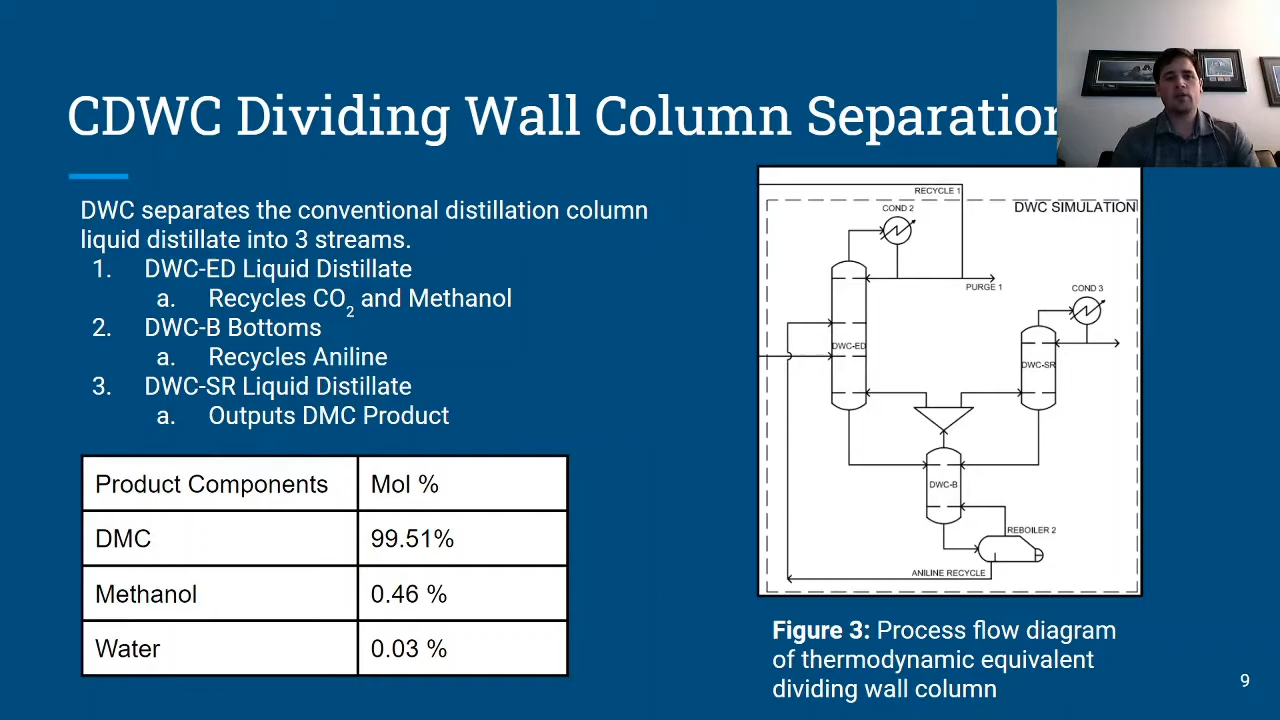 CDWC Dividing Wall Column Separation
DWC separates the conventional distillation column
liquid distillate into 3 streams.
1. DWC-ED Liquid Distillate
a. Recycles CO2 and Methanol
2. DWC-B Bottoms
a. Recycles Aniline
3. DWC-SR Liquid Distillate
a. Outputs DMC Product
Product Components Mol %
DMC 99.51%
Methanol 0.46 %
Water 0.03 %
RECYCLE 1
DWC SIMULATION
COND 2
PURGE 1
COND 3
DWC-ED
DWC-SR
DWC-B
REBOILER 2
ANILINE RECYCLE
Figure 3: Process flow diagram
of thermodynamic equivalent
dividing wall column
9